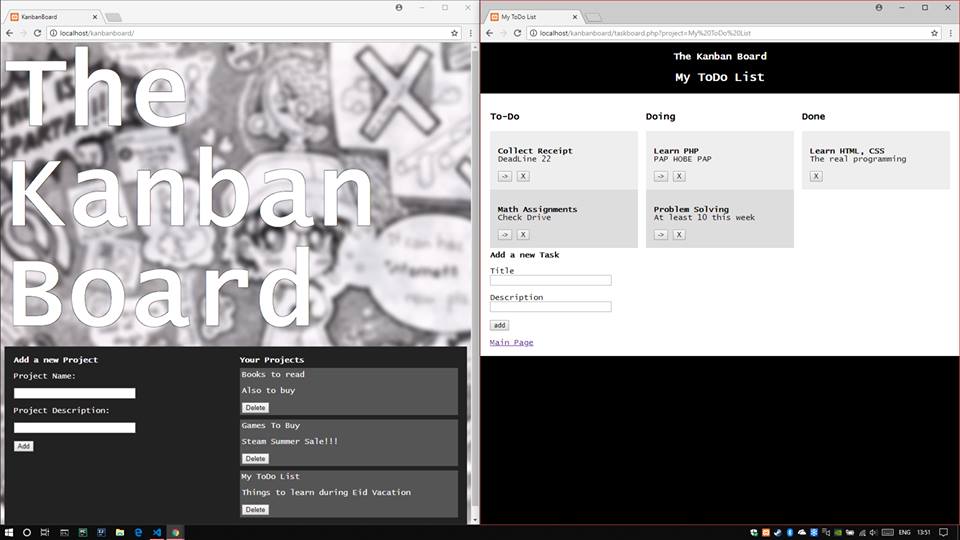 KanbanBoard
localhost/kanbanboard/
The
Kanban
Board
Add a new Project
Project Name:
Project Description:
Add
Your Projects
Books to read
Also to buy
Delete
Games To Buy
Steam Summer Sale!!!
Delete
My ToDo List
Things to learn during Eid Vacation
Delete
My ToDo List
localhost/kanbanboard/taskboard.php?project=My%20ToDo%20List
The Kanban Board
My ToDo List
To-Do
Collect Receipt
DeadLine 22
-> X
Math Assignments
Check Drive
-> X
Doing
Learn PHP
PAP HOBE PAP
-> X
Problem Solving
At least 10 this week
-> X
Done
Learn HTML, CSS
The real programming
X
Add a new Task
Title
Description
add
Main Page
ENG 13:51